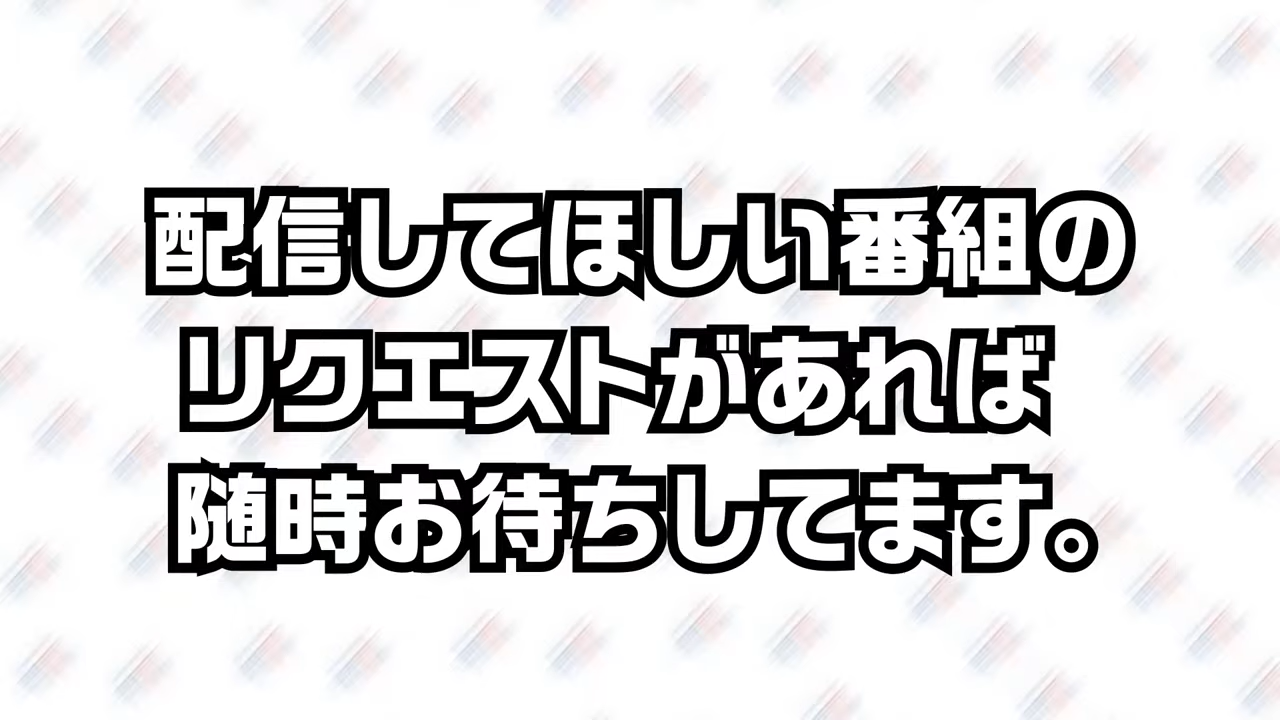 配信してほしい番組の
リクエストがあれば
随時お待ちしてます。